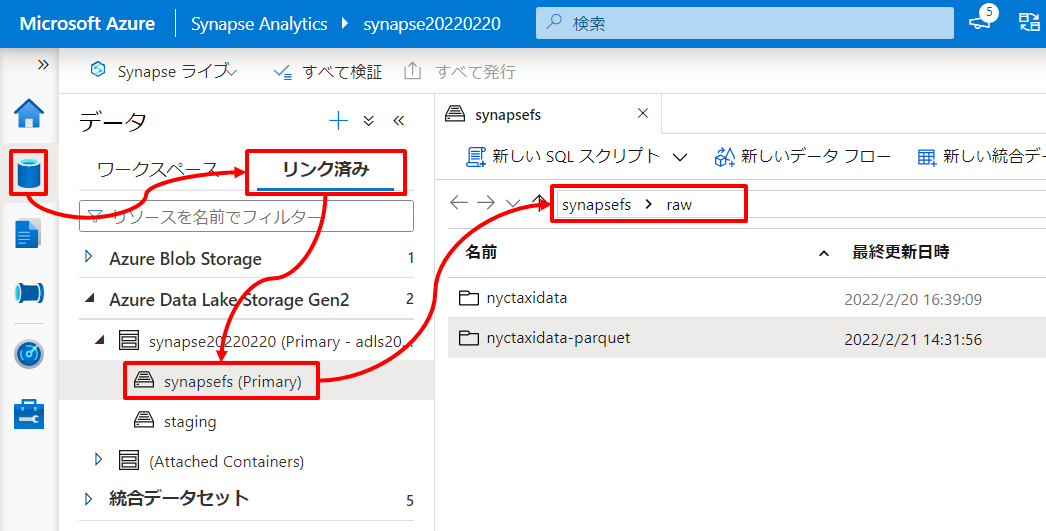 Microsoft Azure
Synapse Analytics
synapse20220220
検索
5
Synapse ライブ
すべて検証
すべて発行
データ
ワークスペース
リンク済み
リソースを名前でフィルター
Azure Blob Storage 1
Azure Data Lake Storage Gen2 2
synapse20220220 (Primary - adls20...
synapsefs (Primary)
staging
(Attached Containers)
統合データセット 5
synapsefs
新しい SQL スクリプト
新しいデータ フロー
新しい統合デー
synapsefs > raw
名前 最終更新日時
nyctaxidata 2022/2/20 16:39:09
nyctaxidata-parquet 2022/2/21 14:31:56